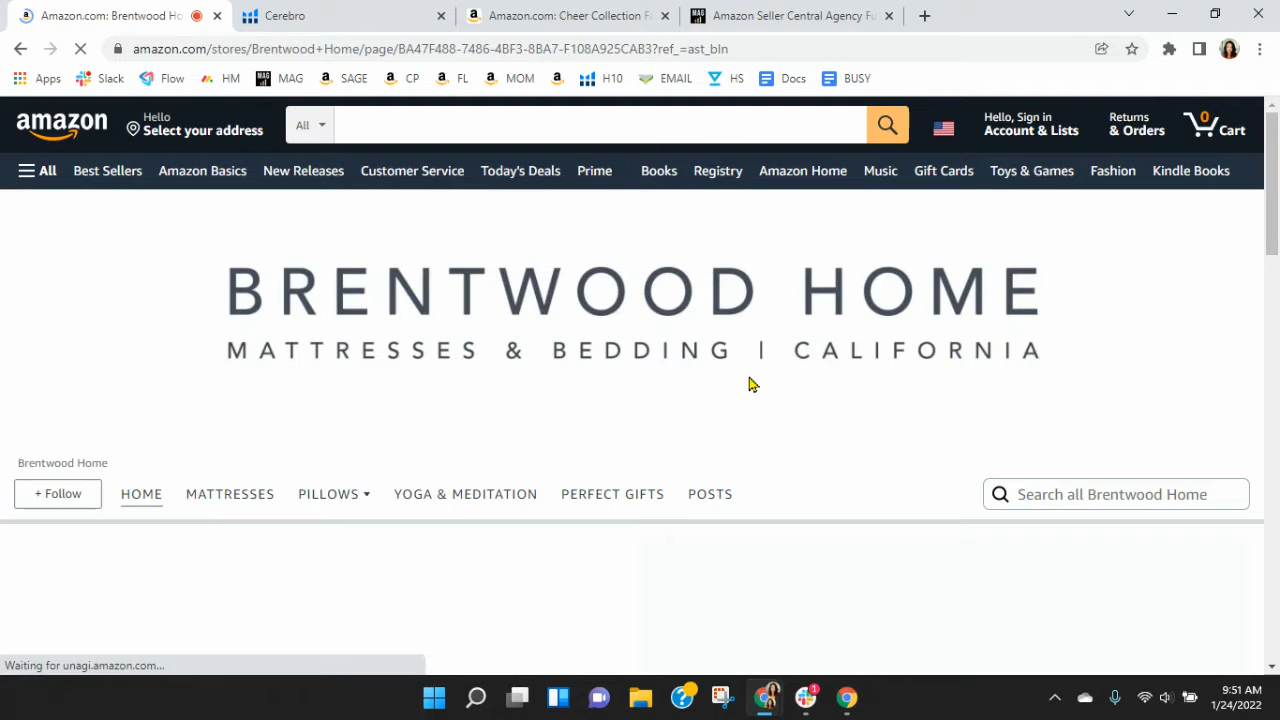 Amazon.com: Brentwood Ho
Cerebro
Amazon.com: Cheer Collection Fa
Amazon Seller Central Agency Fu
amazon.com/stores/Brentwood+Home/page/BA47F488-7486-4BF3-8BA7-F108A925CAB3?ref_=ast_bln
Apps Slack Flow HM MAG SAGE CP FL MOM H10 EMAIL HS Docs BUSY
amazon
Hello
Select your address
All
Hello, Sign in
Account & Lists
Returns
& Orders
0
Cart
All Best Sellers Amazon Basics New Releases Customer Service Today's Deals Prime Books Registry Amazon Home Music Gift Cards Toys & Games Fashion Kindle Books
BRENTWOOD HOME
MATTRESSES & BEDDING | CALIFORNIA
Brentwood Home
+ Follow HOME MATTRESSES PILLOWS YOGA & MEDITATION PERFECT GIFTS POSTS Search all Brentwood Home
Waiting for unagi.amazon.com...
1
9:51 AM
1/24/2022